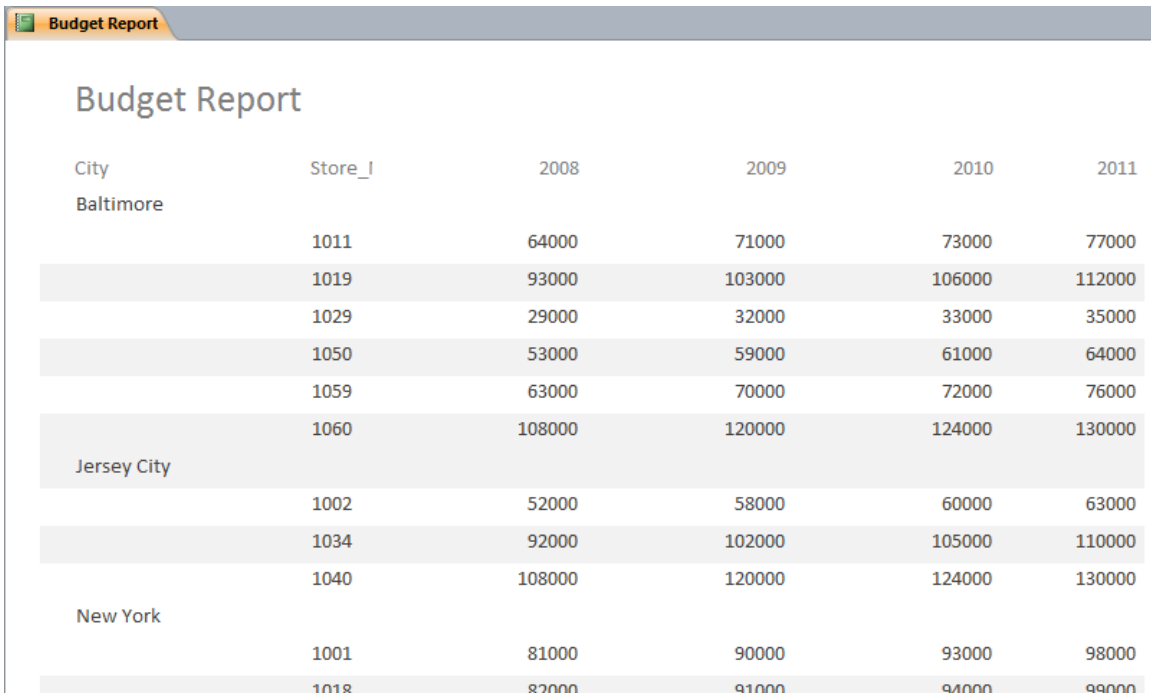 Budget Report
Budget Report
City Store_ 2008 2009 2010 2011
Baltimore
1011 64000 71000 73000 77000
1019 93000 103000 106000 112000
1029 29000 32000 33000 35000
1050 53000 59000 61000 64000
1059 63000 70000 72000 76000
1060 108000 120000 124000 130000
Jersey City
1002 52000 58000 60000 63000
1034 92000 102000 105000 110000
1040 108000 120000 124000 130000
New York
1001 81000 90000 93000 98000
1018 82000 91000 94000 99000